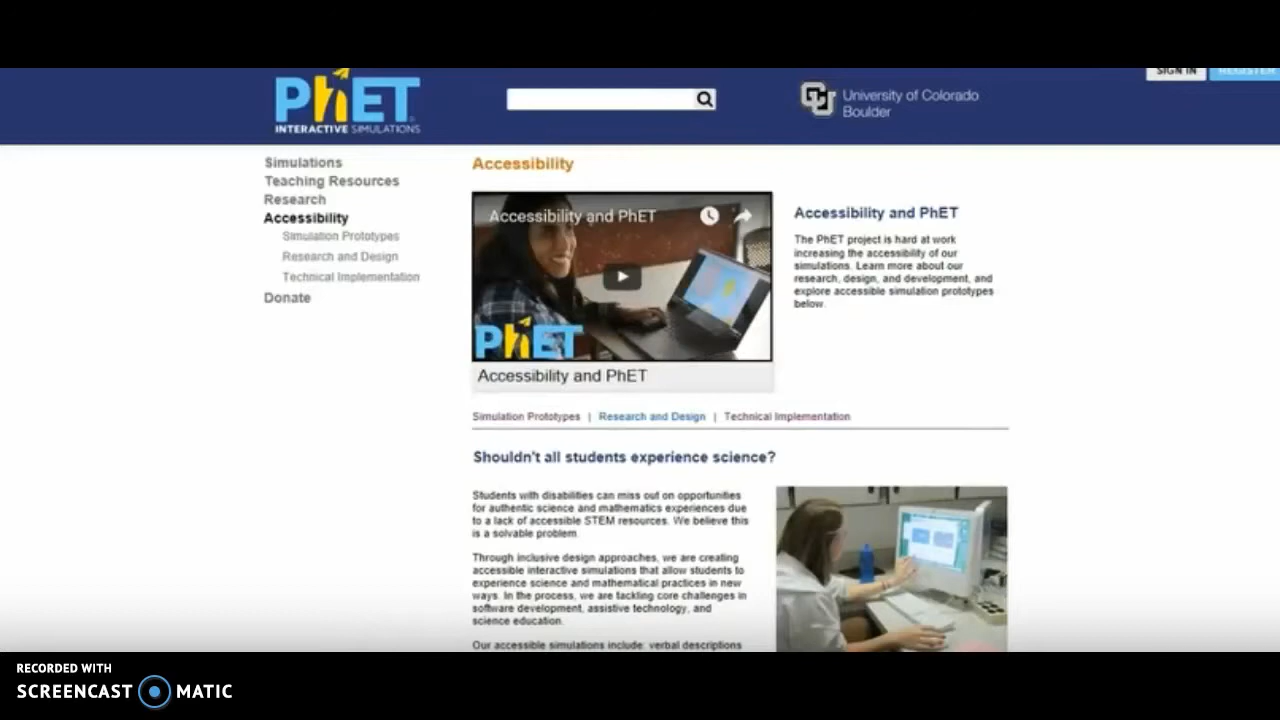 SIGN IN
REGISTER
PhET
INTERACTIVE SIMULATIONS
University of Colorado
Boulder
Simulations
Teaching Resources
Research
Accessibility
Simulation Prototypes
Research and Design
Technical Implementation
Donate
Accessibility
Accessibility and PhET
PhET
Accessibility and PhET
Accessibility and PhET
The PhET project is hard at work
increasing the accessibility of our
simulations. Learn more about our
research, design, and development, and
explore accessible simulation prototypes
below.
Simulation Prototypes | Research and Design | Technical Implementation
Shouldn't all students experience science?
Students with disabilities can miss out on opportunities
for authentic science and mathematics experiences due
to a lack of accessible STEM resources. We believe this
is a solvable problem.
Through inclusive design approaches, we are creating
accessible interactive simulations that allow students to
experience science and mathematical practices in new
ways. In the process, we are tackling core challenges in
software development, assistive technology, and
science education.
Our accessible simulations include: verbal descriptions
RECORDED WITH
SCREENCAST MATIC